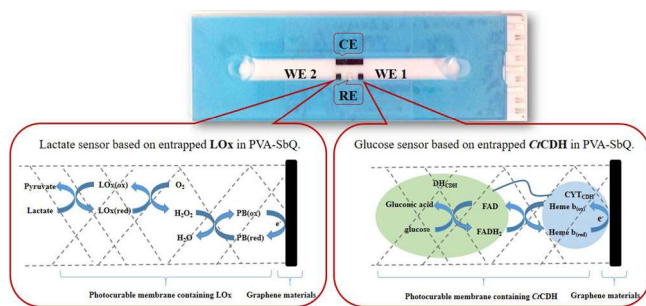 CE
WE 2
WE 1
RE
Lactate sensor based on entrapped LOx in PVA-SbQ.
Pyruvate
LOx(ox)
O₂
Lactate
LOx(red)
H₂O₂
PB(ox)
e⁻
H₂O
PB(red)
Photocurable membrane containing LOx
Graphene materials
Glucose sensor based on entrapped CtCDH in PVA-SbQ.
DH_CDH
CYT_CDH
Gluconic acid
FAD
Heme b(ox)
e⁻
glucose
FADH₂
Heme b(red)
Photocurable membrane containing CtCDH
Graphene materials